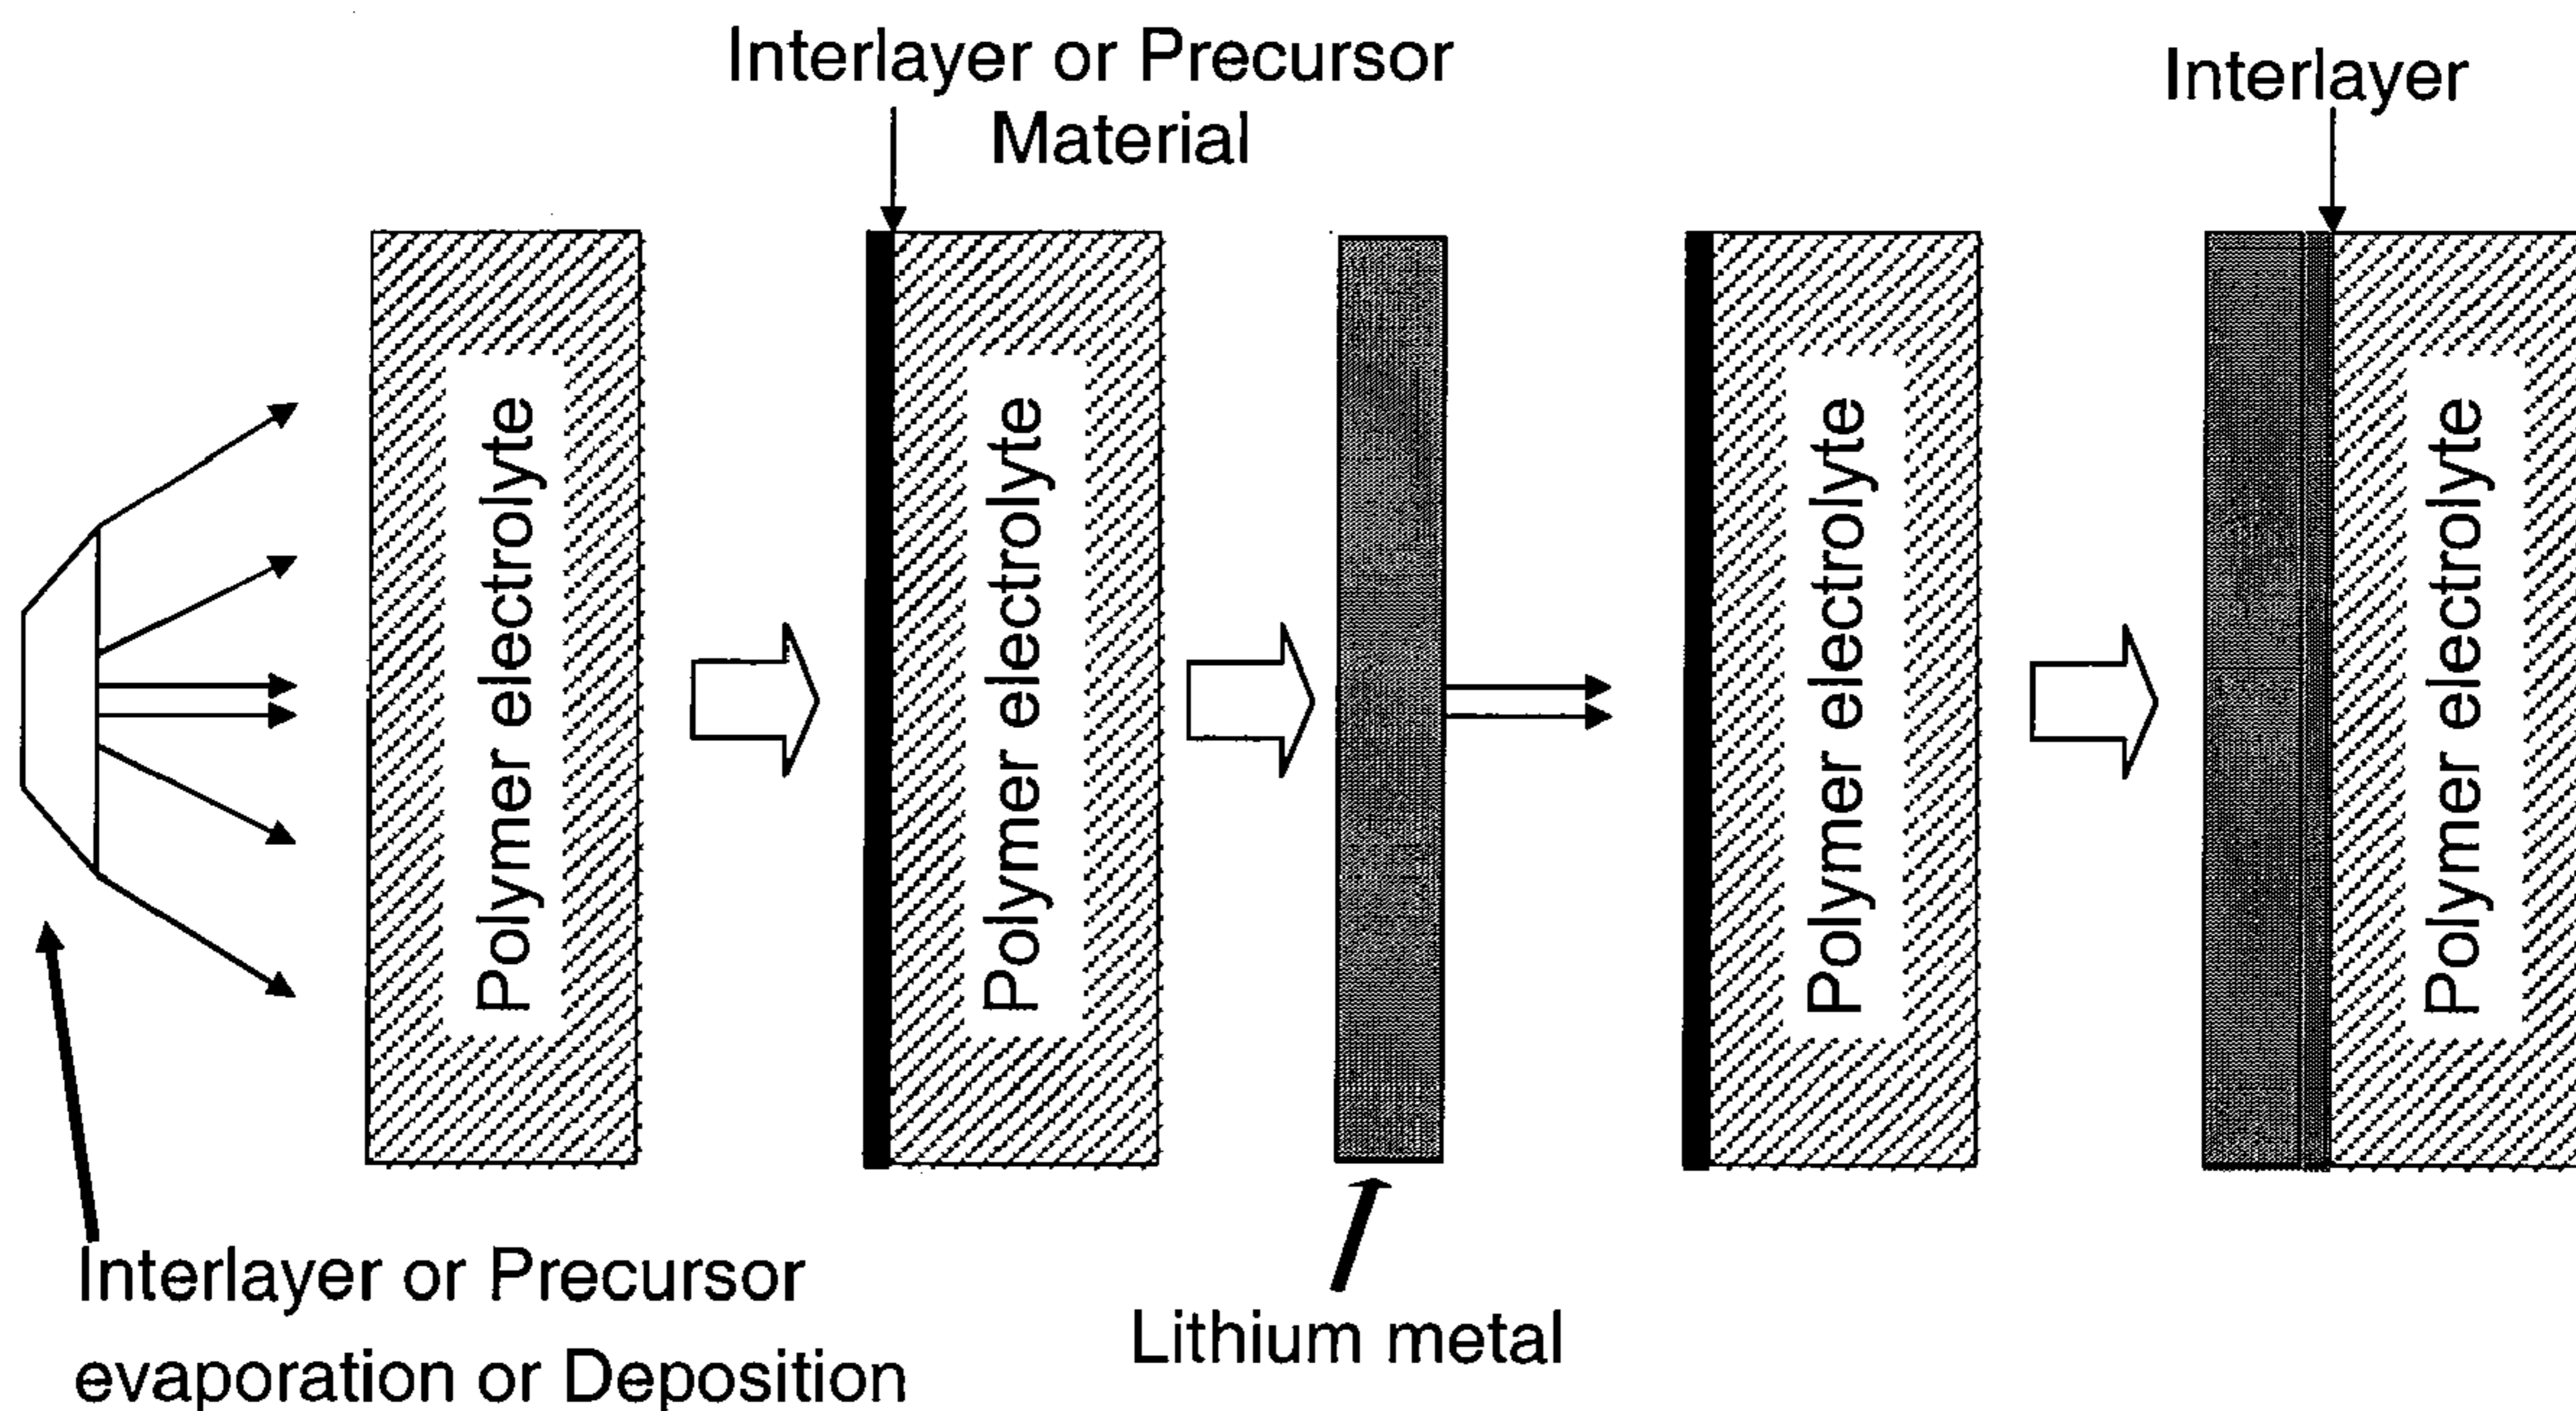 Interlayer or Precursor
Material
Interlayer
Polymer electrolyte
Polymer electrolyte
Polymer electrolyte
Polymer electrolyte
Interlayer or Precursor
evaporation or Deposition
Lithium metal